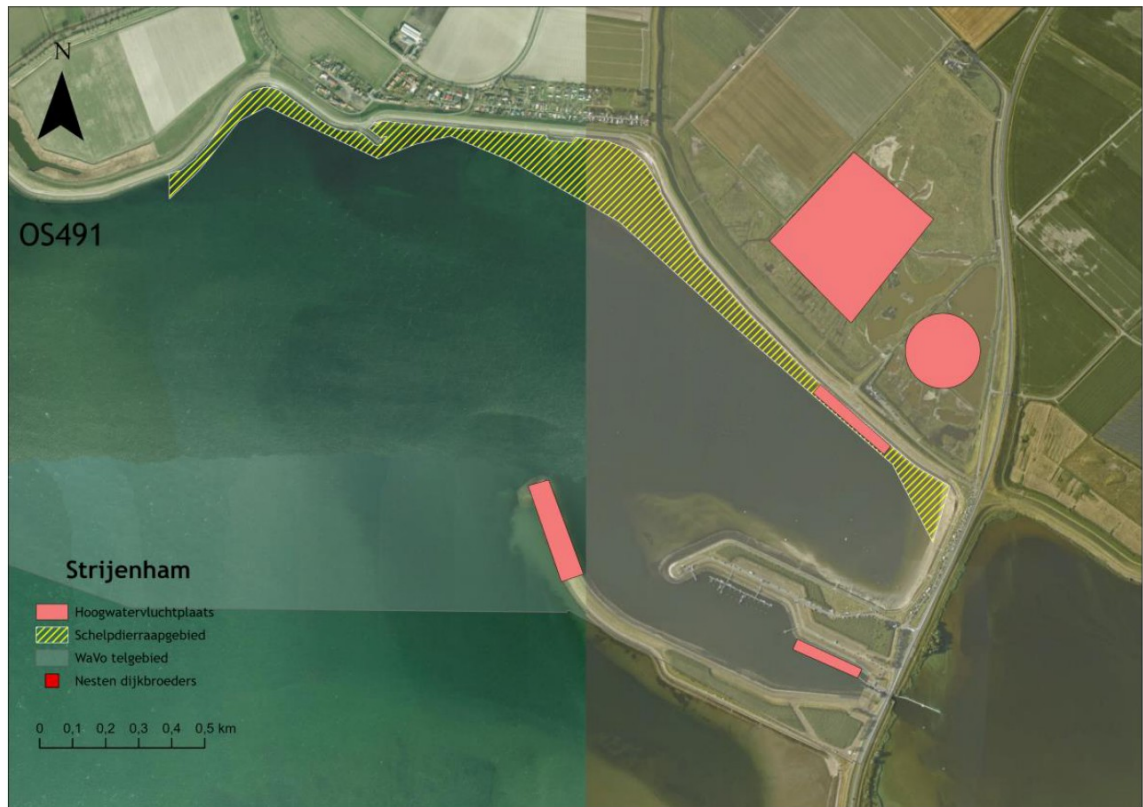 N
OS491
Strijenham
Hoogwatervluchtplaats
Schelpdierraapgebied
WaVo telgebied
Nesten dijkbroeders
0 0,1 0,2 0,3 0,4 0,5 km